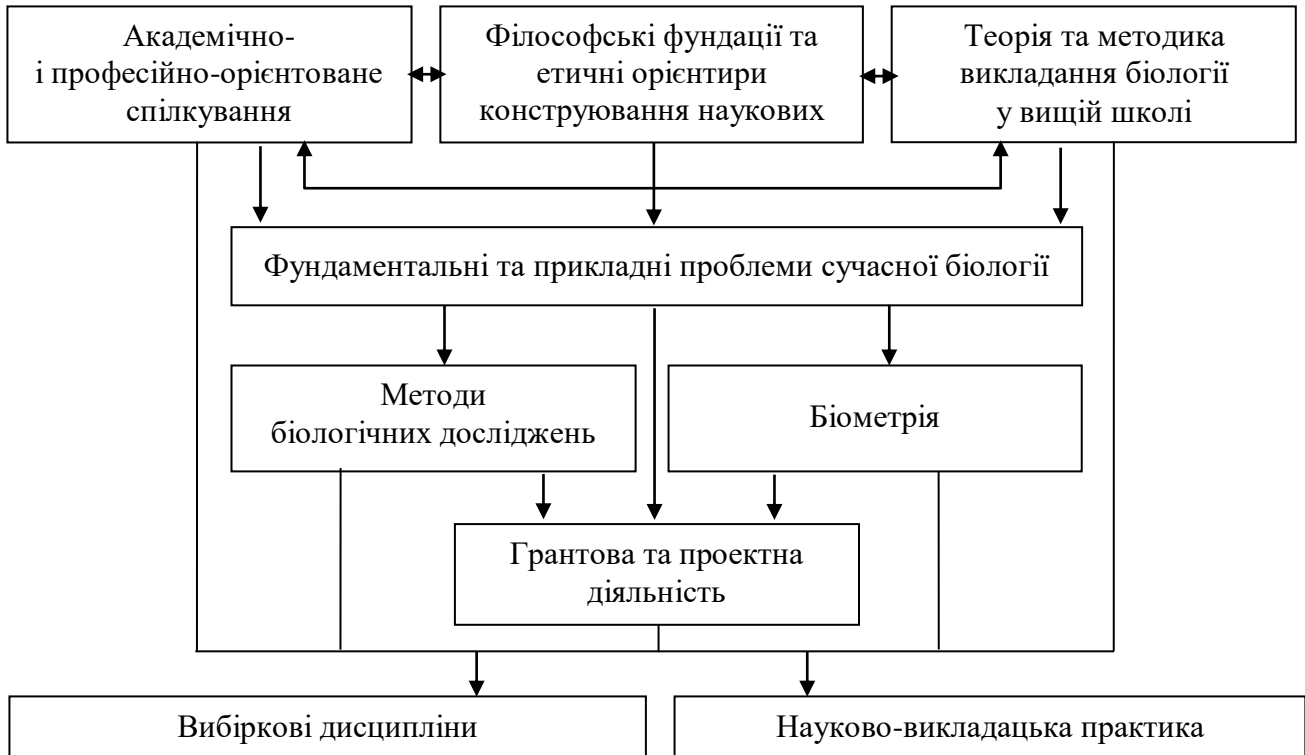 Академічно-
і професійно-орієнтоване
спілкування
Філософські фундації та
етичні орієнтири
конструювання наукових
Теорія та методика
викладання біології
у вищій школі
Фундаментальні та прикладні проблеми сучасної біології
Методи
біологічних досліджень
Біометрія
Грантова та проектна
діяльність
Вибіркові дисципліни
Науково-викладацька практика